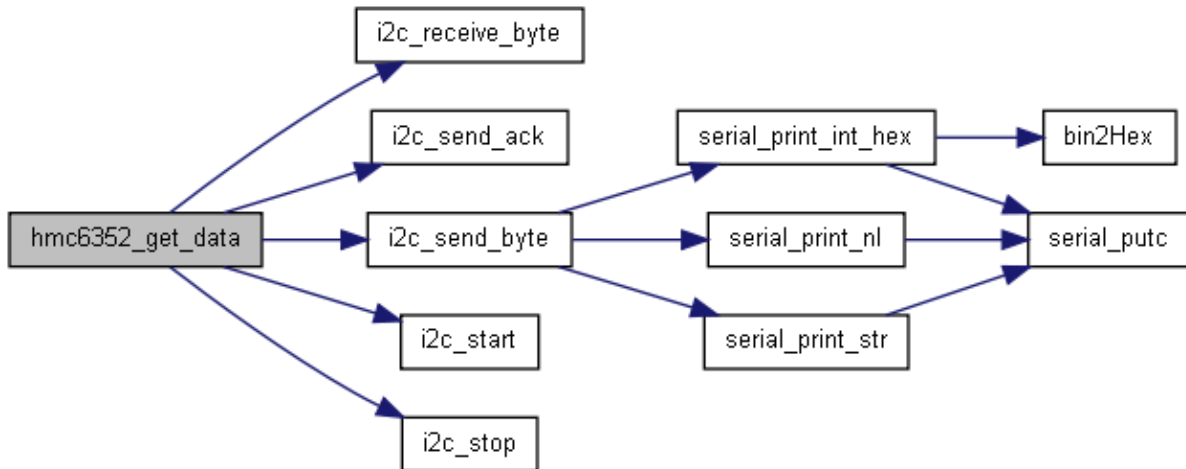 i2c_receive_byte
i2c_send_ack
serial_print_int_hex
bin2Hex
hmc6352_get_data
i2c_send_byte
serial_print_nl
serial_putc
i2c_start
serial_print_str
i2c_stop